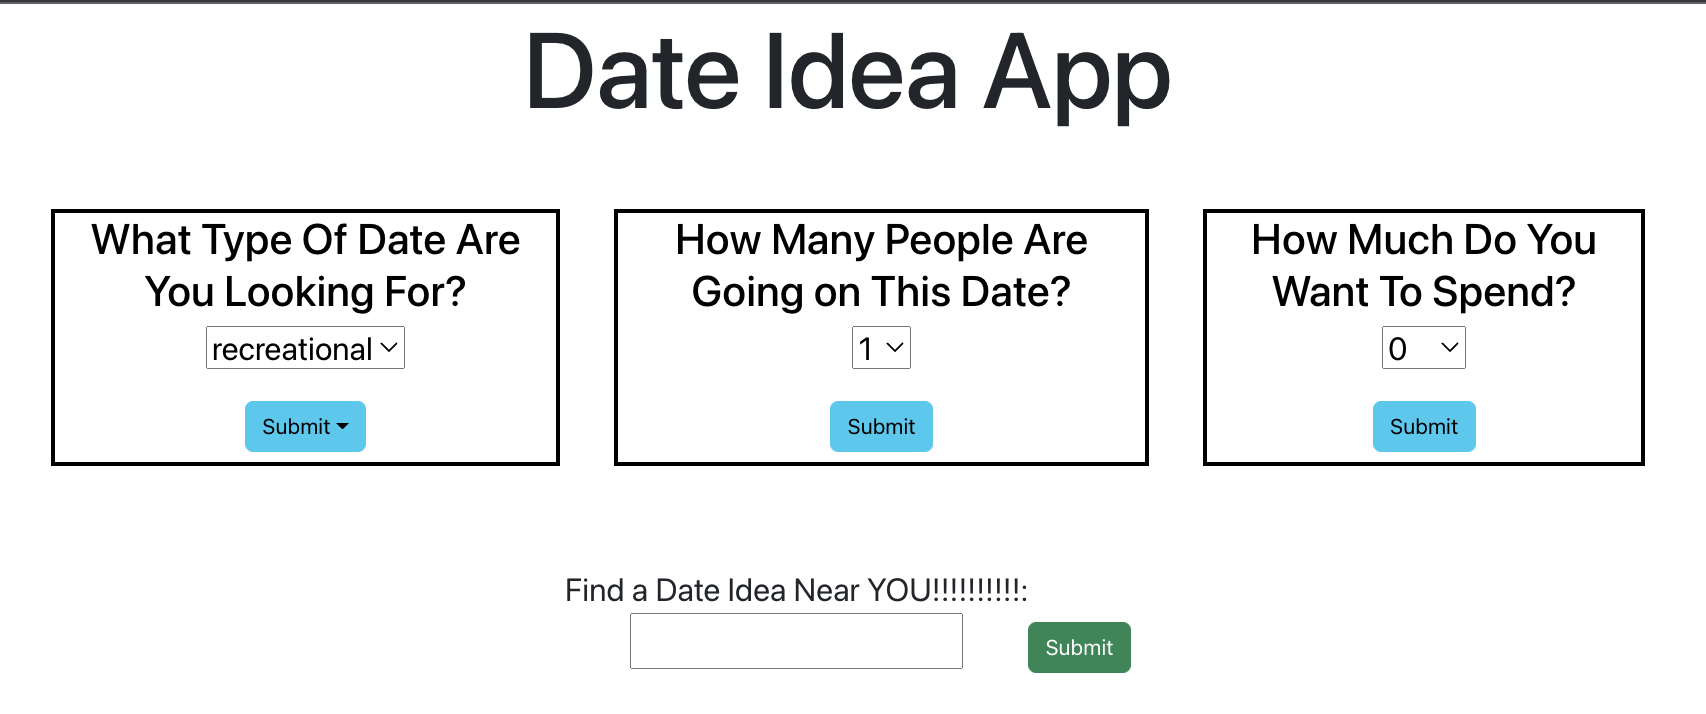 Date Idea App
What Type Of Date Are
You Looking For?
recreational
Submit
How Many People Are
Going on This Date?
1
Submit
How Much Do You
Want To Spend?
0
Submit
Find a Date Idea Near YOU!!!!!!!!!!:
Submit